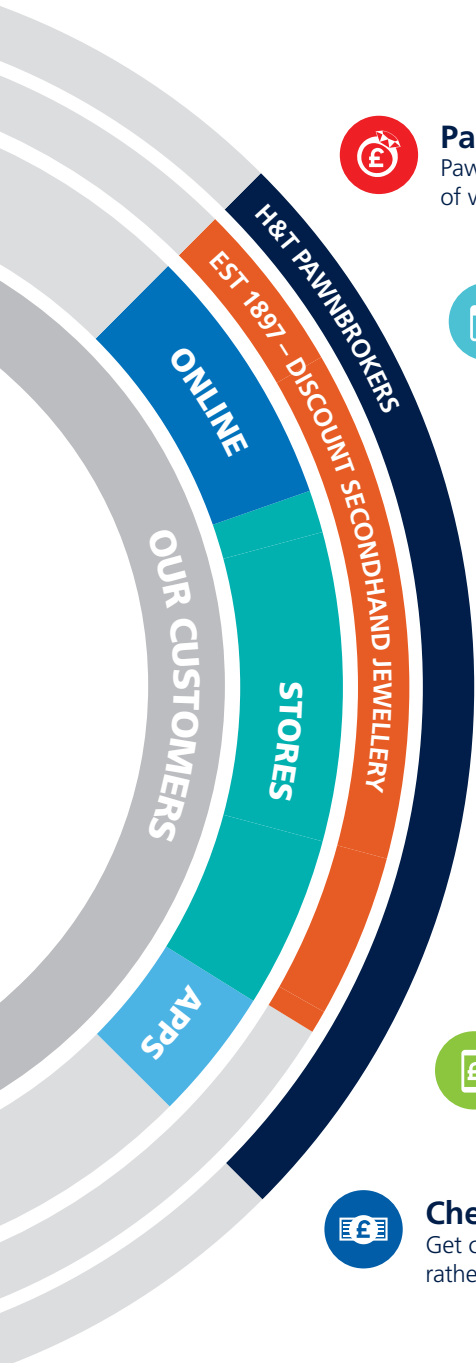 Pa
Paw
of v
H&T PAWNBROKERS
EST 1897 – DISCOUNT SECONDHAND JEWELLERY
ONLINE
OUR CUSTOMERS
STORES
APPS
£
£
Che
Get c
rathe
£